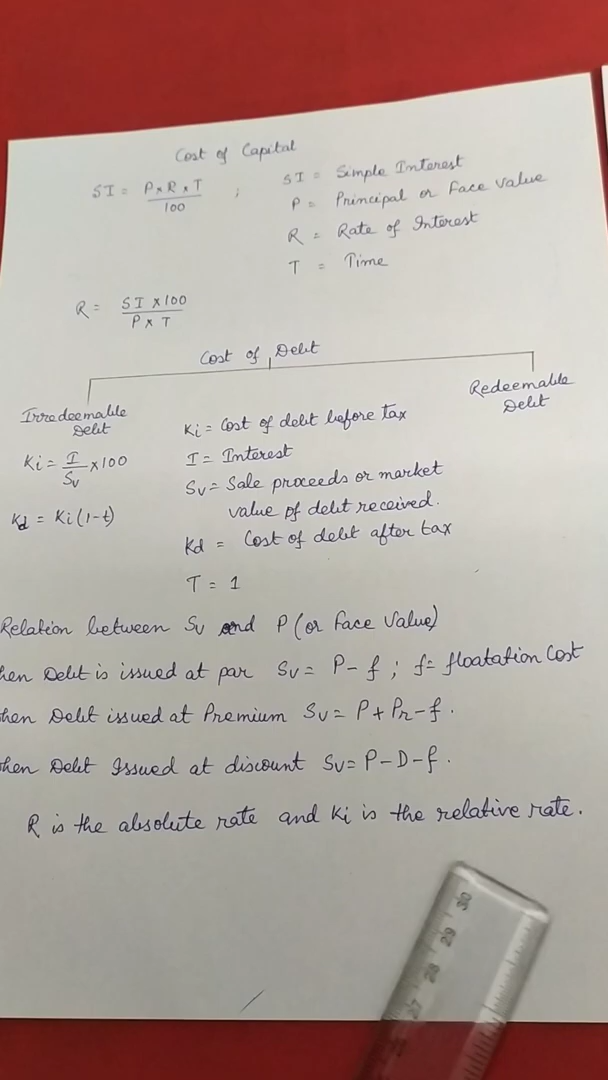 Cost of Capital
SI = P x R x T / 100 ; SI = Simple Interest
P = Principal or Face value
R = Rate of Interest
T = Time
R = SI x 100 / P x T
Cost of Debt
Irredeemable Debt
Redeemable Debt
Ki = Cost of debt before tax
Ki = I / Sv x 100
I = Interest
Sv = Sale proceeds or market
value of debt received.
Kd = Ki (1-t)
Kd = Cost of debt after tax
T = 1
Relation between Sv and P (or Face Value)
hen Debt is issued at par Sv = P - f ; f = floatation Cost
hen Debt issued at Premium Sv = P + Pr - f .
hen Debt Issued at discount Sv = P - D - f .
R is the absolute rate and Ki is the relative rate.
30
29
28
27